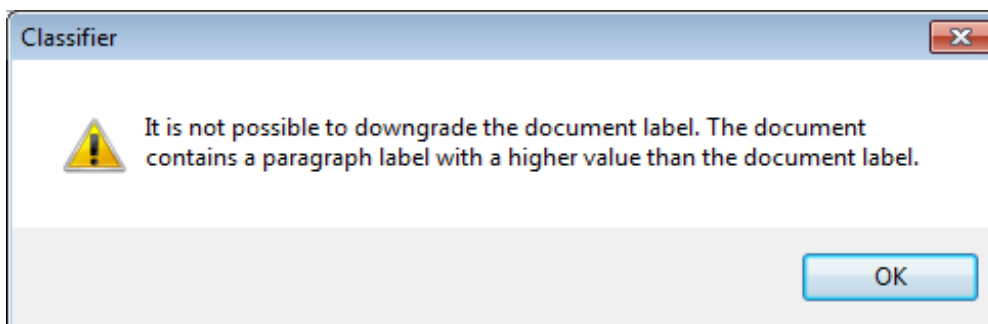 Classifier
It is not possible to downgrade the document label. The document
contains a paragraph label with a higher value than the document label.
OK